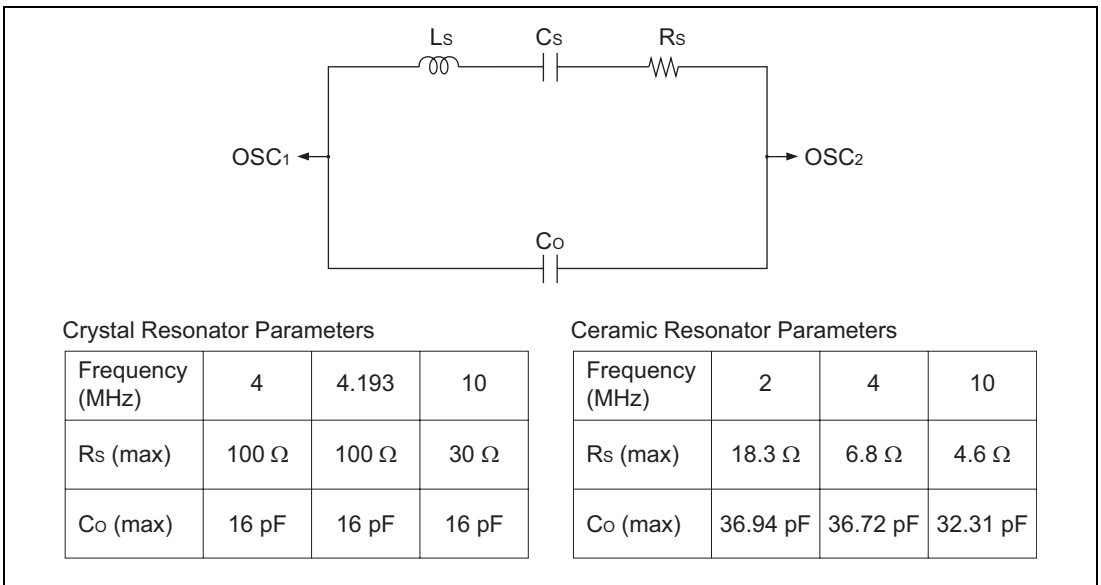 Ls Cs Rs
OSC1 OSC2
Co
Crystal Resonator Parameters
Frequency (MHz) 4 4.193 10
Rs (max) 100 Ω 100 Ω 30 Ω
Co (max) 16 pF 16 pF 16 pF
Ceramic Resonator Parameters
Frequency (MHz) 2 4 10
Rs (max) 18.3 Ω 6.8 Ω 4.6 Ω
Co (max) 36.94 pF 36.72 pF 32.31 pF